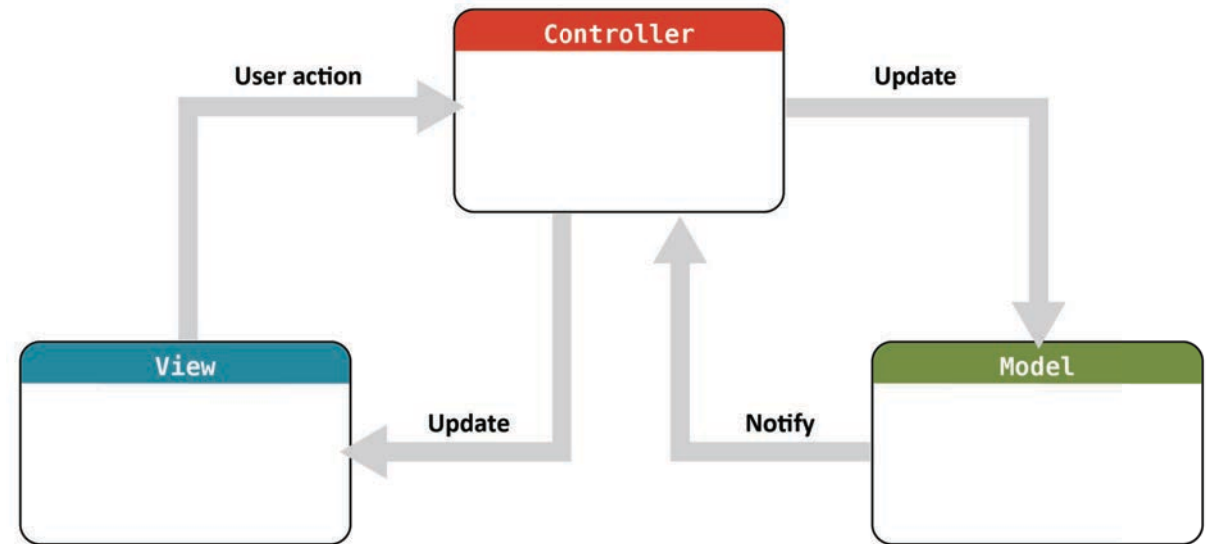 Controller
User action
Update
View
Model
Update
Notify